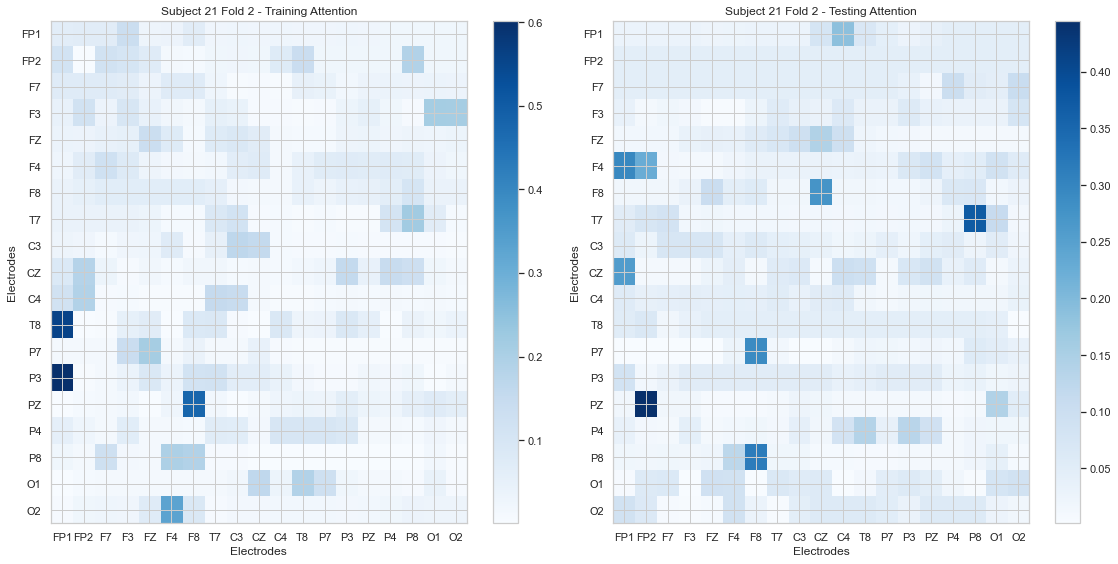 Subject 21 Fold 2 - Training Attention
FP1
FP2
F7
F3
FZ
F4
F8
T7
C3
CZ
C4
T8
P7
P3
PZ
P4
P8
O1
O2
Electrodes
FP1 FP2 F7 F3 FZ F4 F8 T7 C3 CZ C4 T8 P7 P3 PZ P4 P8 O1 O2
Electrodes
0.6
0.5
0.4
0.3
0.2
0.1
Subject 21 Fold 2 - Testing Attention
FP1
FP2
F7
F3
FZ
F4
F8
T7
C3
CZ
C4
T8
P7
P3
PZ
P4
P8
O1
O2
Electrodes
FP1 FP2 F7 F3 FZ F4 F8 T7 C3 CZ C4 T8 P7 P3 PZ P4 P8 O1 O2
Electrodes
0.40
0.35
0.30
0.25
0.20
0.15
0.10
0.05